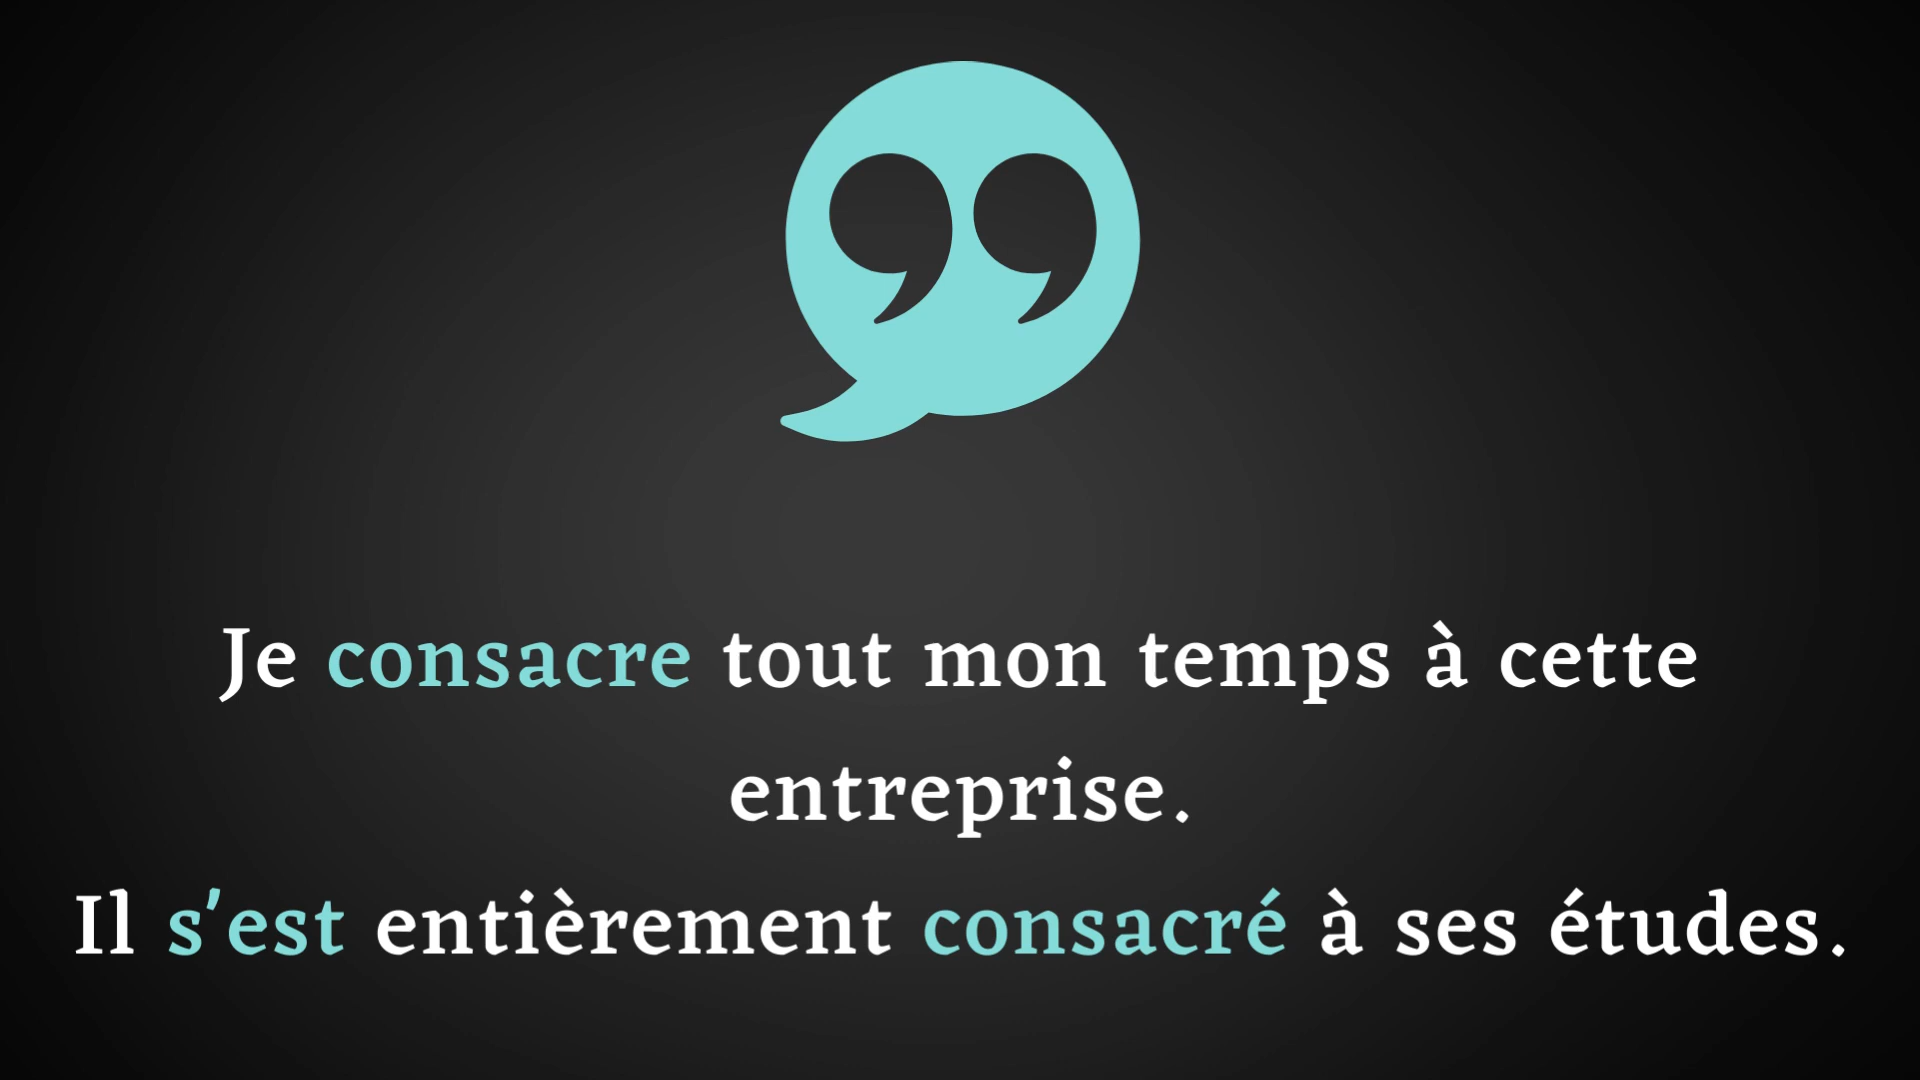 Je consacre tout mon temps à cette
entreprise.
Il s'est entièrement consacré à ses études.